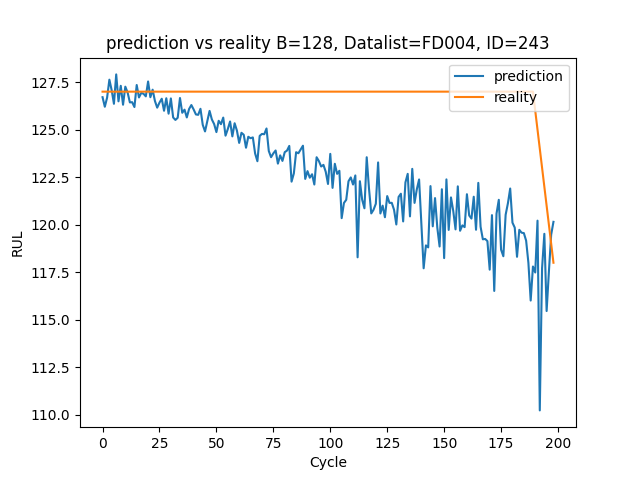 prediction vs reality B=128, Datalist=FD004, ID=243
prediction
reality
127.5
125.0
122.5
120.0
117.5
115.0
112.5
110.0
RUL
0 25 50 75 100 125 150 175 200
Cycle